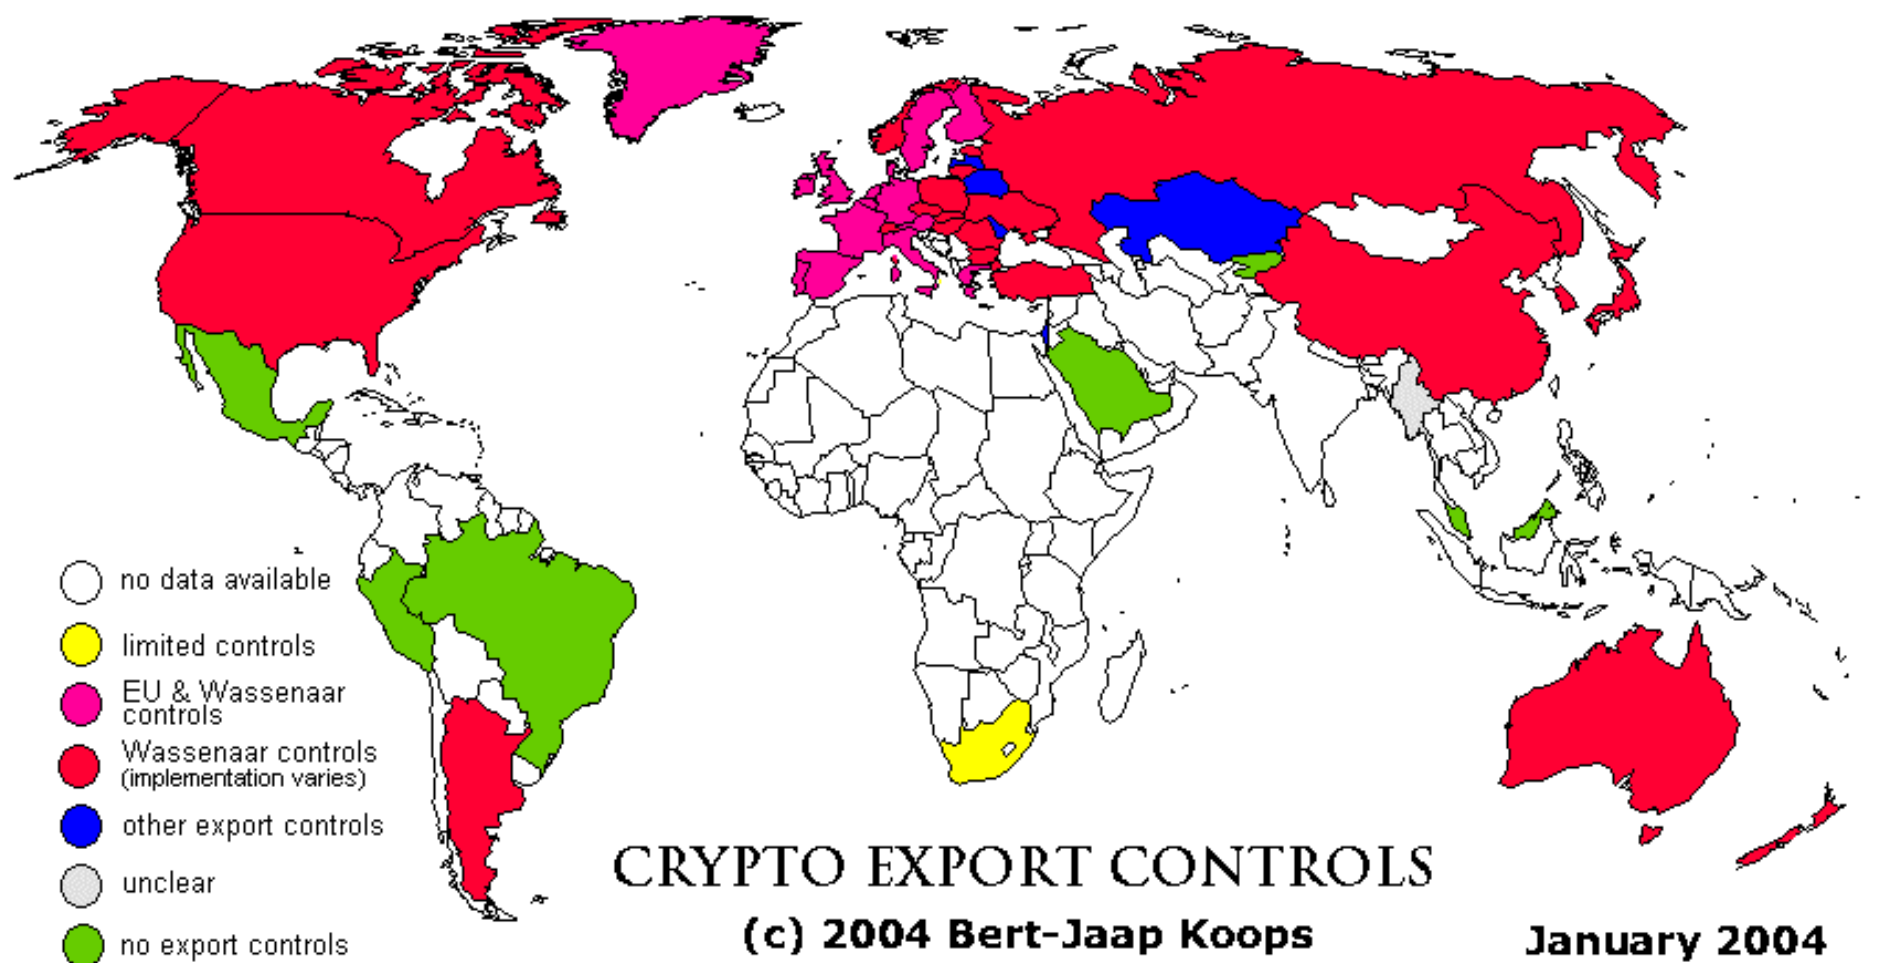 no data available
limited controls
EU & Wassenaar
controls
Wassenaar controls
(implementation varies)
other export controls
unclear
no export controls
CRYPTO EXPORT CONTROLS
(c) 2004 Bert-Jaap Koops
January 2004